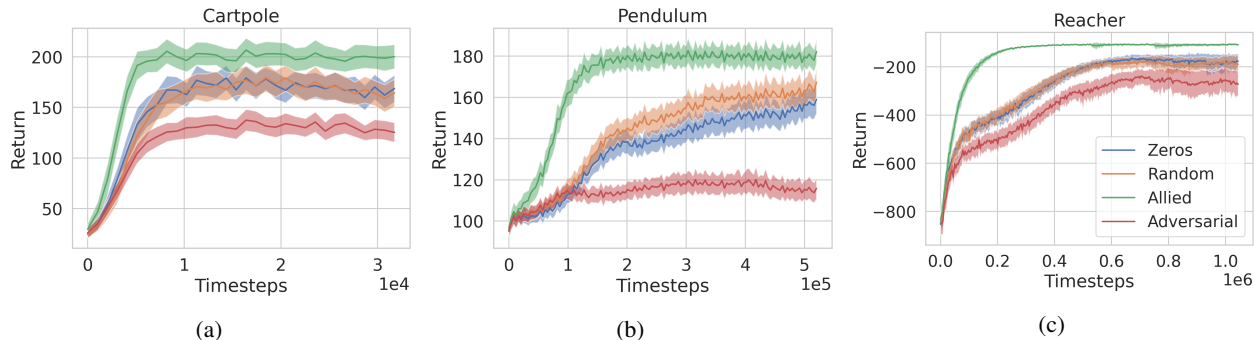 Cartpole
Return
200
150
100
50
0
1
2
3
1e4
Timesteps
(a)
Pendulum
Return
180
160
140
120
100
0
1
2
3
4
5
1e5
Timesteps
(b)
Reacher
Return
−200
−400
−600
−800
0.0
0.2
0.4
0.6
0.8
1.0
1e6
Timesteps
Zeros
Random
Allied
Adversarial
(c)